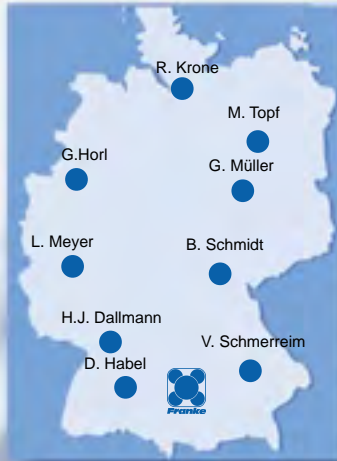 R. Krone
M. Topf
G.Horl
G. Müller
L. Meyer
B. Schmidt
H.J. Dallmann
V. Schmerreim
D. Habel
Franke